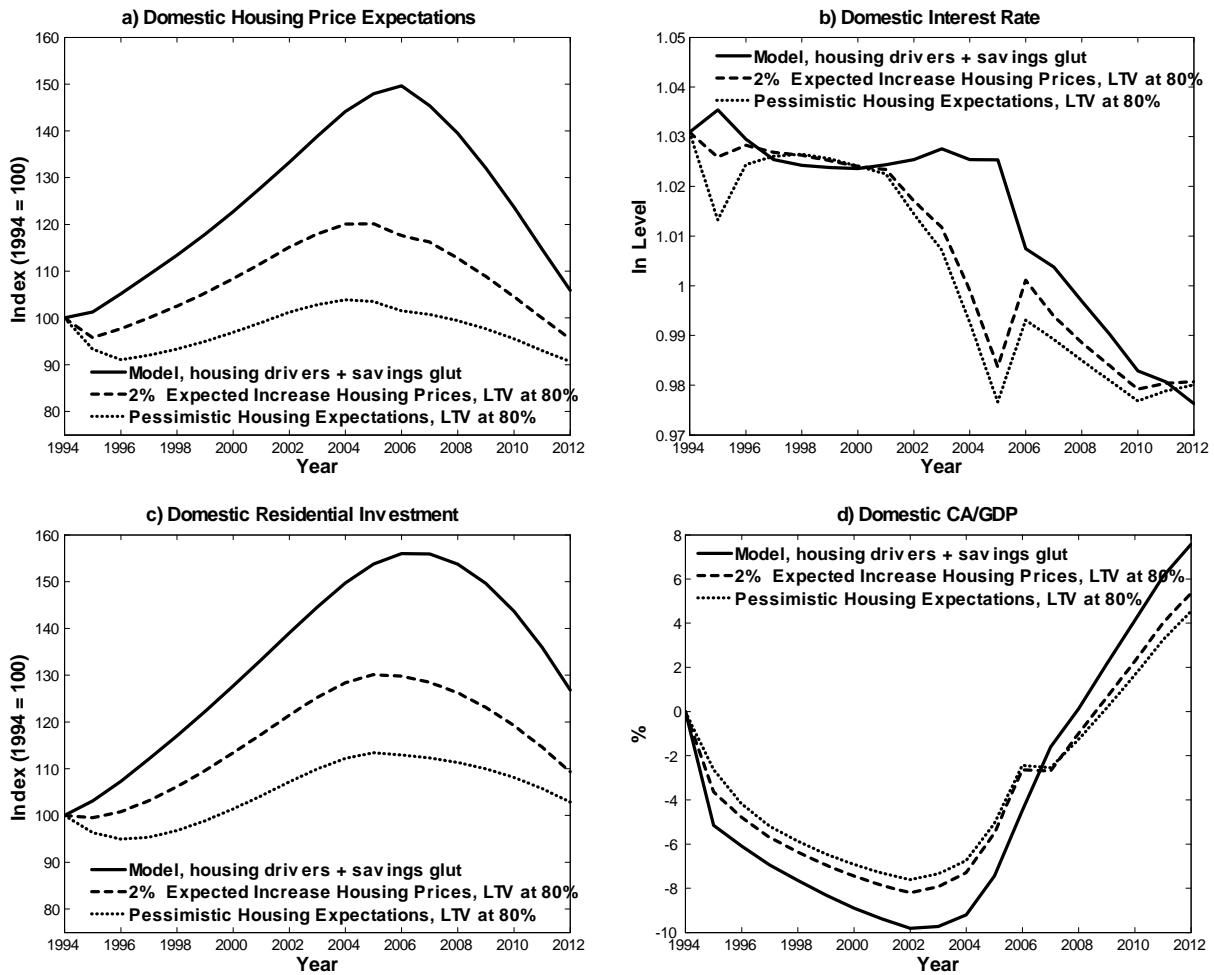 a) Domestic Housing Price Expectations
160
150
140
130
120
110
100
90
80
Index (1994 = 100)
Model, housing drivers + savings glut
2% Expected Increase Housing Prices, LTV at 80%
Pessimistic Housing Expectations, LTV at 80%
1994 1996 1998 2000 2002 2004 2006 2008 2010 2012
Year
b) Domestic Interest Rate
1.05
1.04
1.03
1.02
1.01
1
0.99
0.98
0.97
In Level
Model, housing drivers + savings glut
2% Expected Increase Housing Prices, LTV at 80%
Pessimistic Housing Expectations, LTV at 80%
1994 1996 1998 2000 2002 2004 2006 2008 2010 2012
Year
c) Domestic Residential Investment
160
150
140
130
120
110
100
90
80
Index (1994 = 100)
Model, housing drivers + savings glut
2% Expected Increase Housing Prices, LTV at 80%
Pessimistic Housing Expectations, LTV at 80%
1994 1996 1998 2000 2002 2004 2006 2008 2010 2012
Year
d) Domestic CA/GDP
8
6
4
2
0
-2
-4
-6
-8
-10
%
Model, housing drivers + savings glut
2% Expected Increase Housing Prices, LTV at 80%
Pessimistic Housing Expectations, LTV at 80%
1994 1996 1998 2000 2002 2004 2006 2008 2010 2012
Year